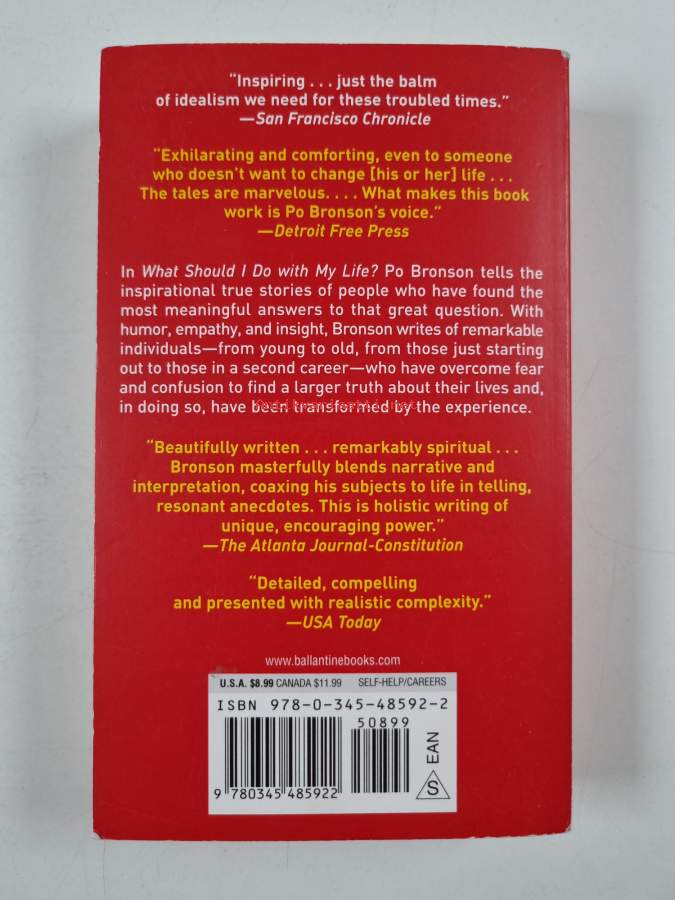 “Inspiring . . . just the balm
of idealism we need for these troubled times.”
—San Francisco Chronicle
“Exhilarating and comforting, even to someone
who doesn’t want to change [his or her] life . . .
The tales are marvelous. . . . What makes this book
work is Po Bronson’s voice.”
—Detroit Free Press
In What Should I Do with My Life? Po Bronson tells the
inspirational true stories of people who have found the
most meaningful answers to that great question. With
humor, empathy, and insight, Bronson writes of remarkable
individuals—from young to old, from those just starting
out to those in a second career—who have overcome fear
and confusion to find a larger truth about their lives and,
in doing so, have been transformed by the experience.
“Beautifully written . . . remarkably spiritual . . .
Bronson masterfully blends narrative and
interpretation, coaxing his subjects to life in telling,
resonant anecdotes. This is holistic writing of
unique, encouraging power.”
—The Atlanta Journal-Constitution
“Detailed, compelling
and presented with realistic complexity.”
—USA Today
www.ballantinebooks.com
U.S.A. $8.99 CANADA $11.99 SELF-HELP/CAREERS
ISBN 978-0-345-48592-2
50899
EAN
S
9 780345 485922